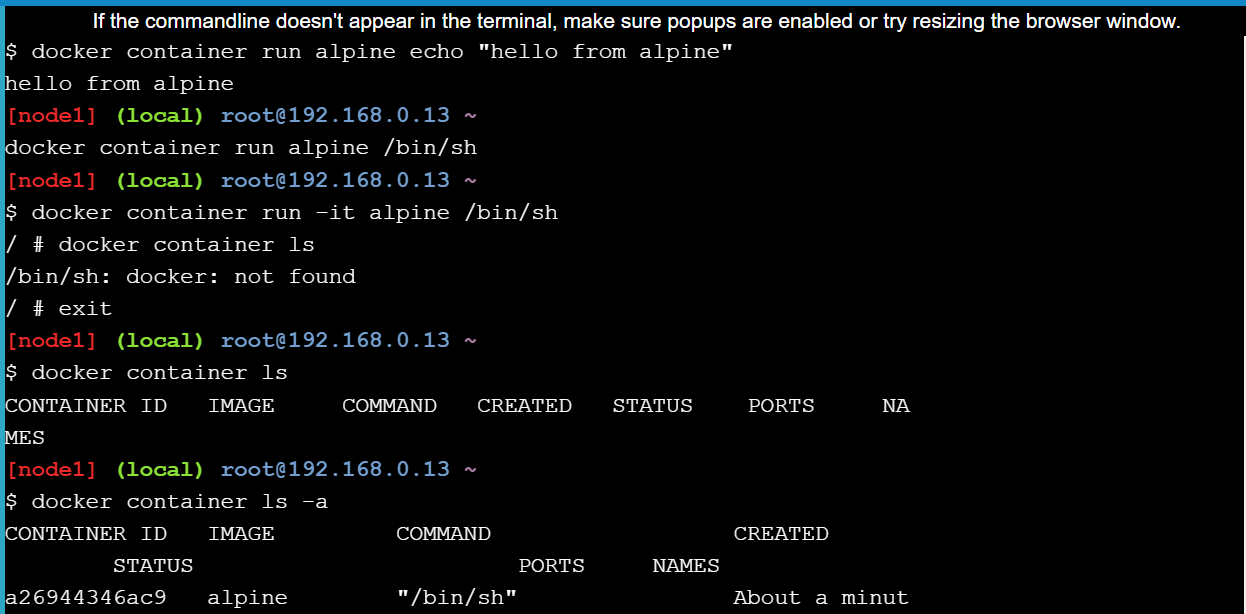 If the commandline doesn't appear in the terminal, make sure popups are enabled or try resizing the browser window.
$ docker container run alpine echo "hello from alpine"
hello from alpine
[node1] (local) root@192.168.0.13 ~
docker container run alpine /bin/sh
[node1] (local) root@192.168.0.13 ~
$ docker container run -it alpine /bin/sh
/ # docker container ls
/bin/sh: docker: not found
/ # exit
[node1] (local) root@192.168.0.13 ~
$ docker container ls
CONTAINER ID   IMAGE     COMMAND   CREATED   STATUS    PORTS     NA
MES
[node1] (local) root@192.168.0.13 ~
$ docker container ls -a
CONTAINER ID   IMAGE         COMMAND                  CREATED
        STATUS                        PORTS     NAMES
a26944346ac9   alpine        "/bin/sh"                About a minut